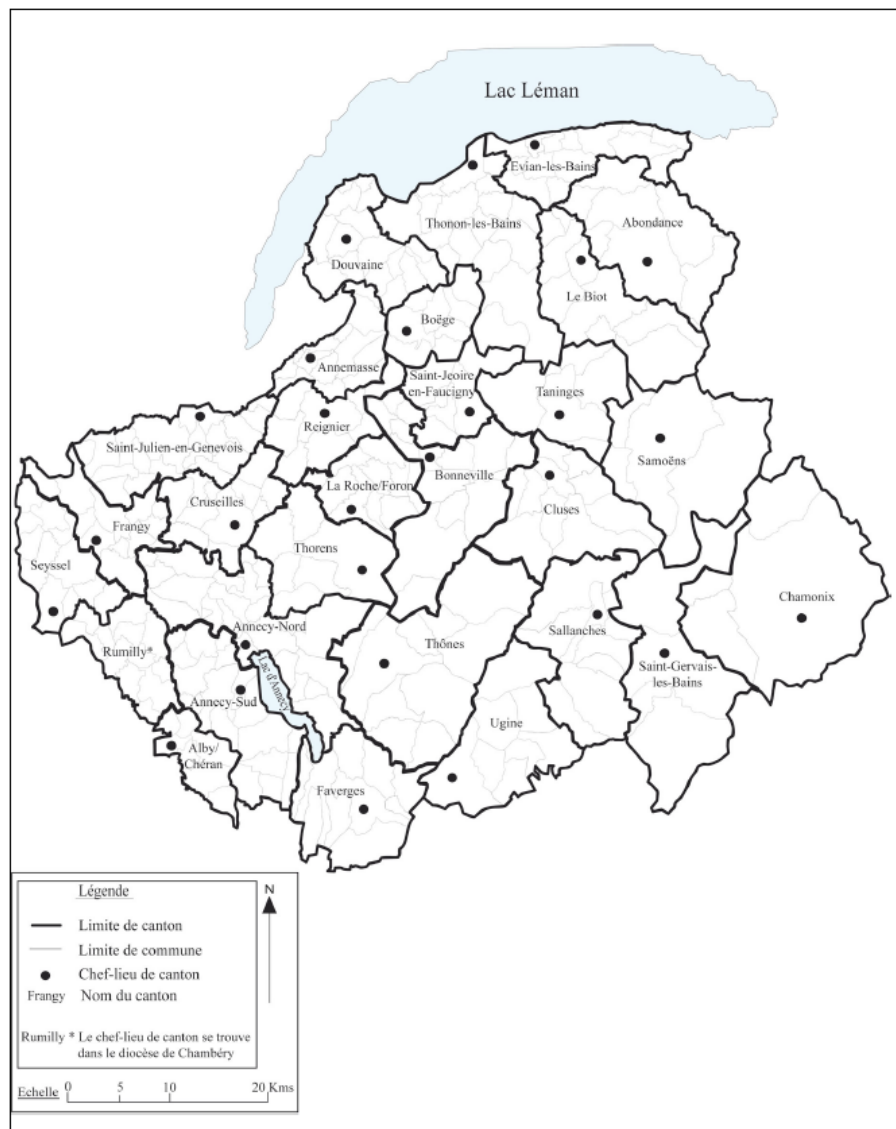 Lac Léman
Evian-les-Bains
Thonon-les-Bains
Abondance
Douvaine
Le Biot
Boëge
Annemasse
Saint-Jeoire
en-Faucigny
Taninges
Reignier
Saint-Julien-en-Genevois
Samoëns
Bonneville
La Roche/Foron
Cruseilles
Cluses
Frangy
Thorens
Seyssel
Chamonix
Annecy-Nord
Thônes
Sallanches
Rumilly*
Saint-Gervais-
les-Bains
Lac d'Annecy
Annecy-Sud
Ugine
Alby/
Chéran
Faverges
Légende
N
Limite de canton
Limite de commune
Chef-lieu de canton
Frangy Nom du canton
Rumilly * Le chef-lieu de canton se trouve
dans le diocèse de Chambéry
Echelle 0 5 10 20 Kms